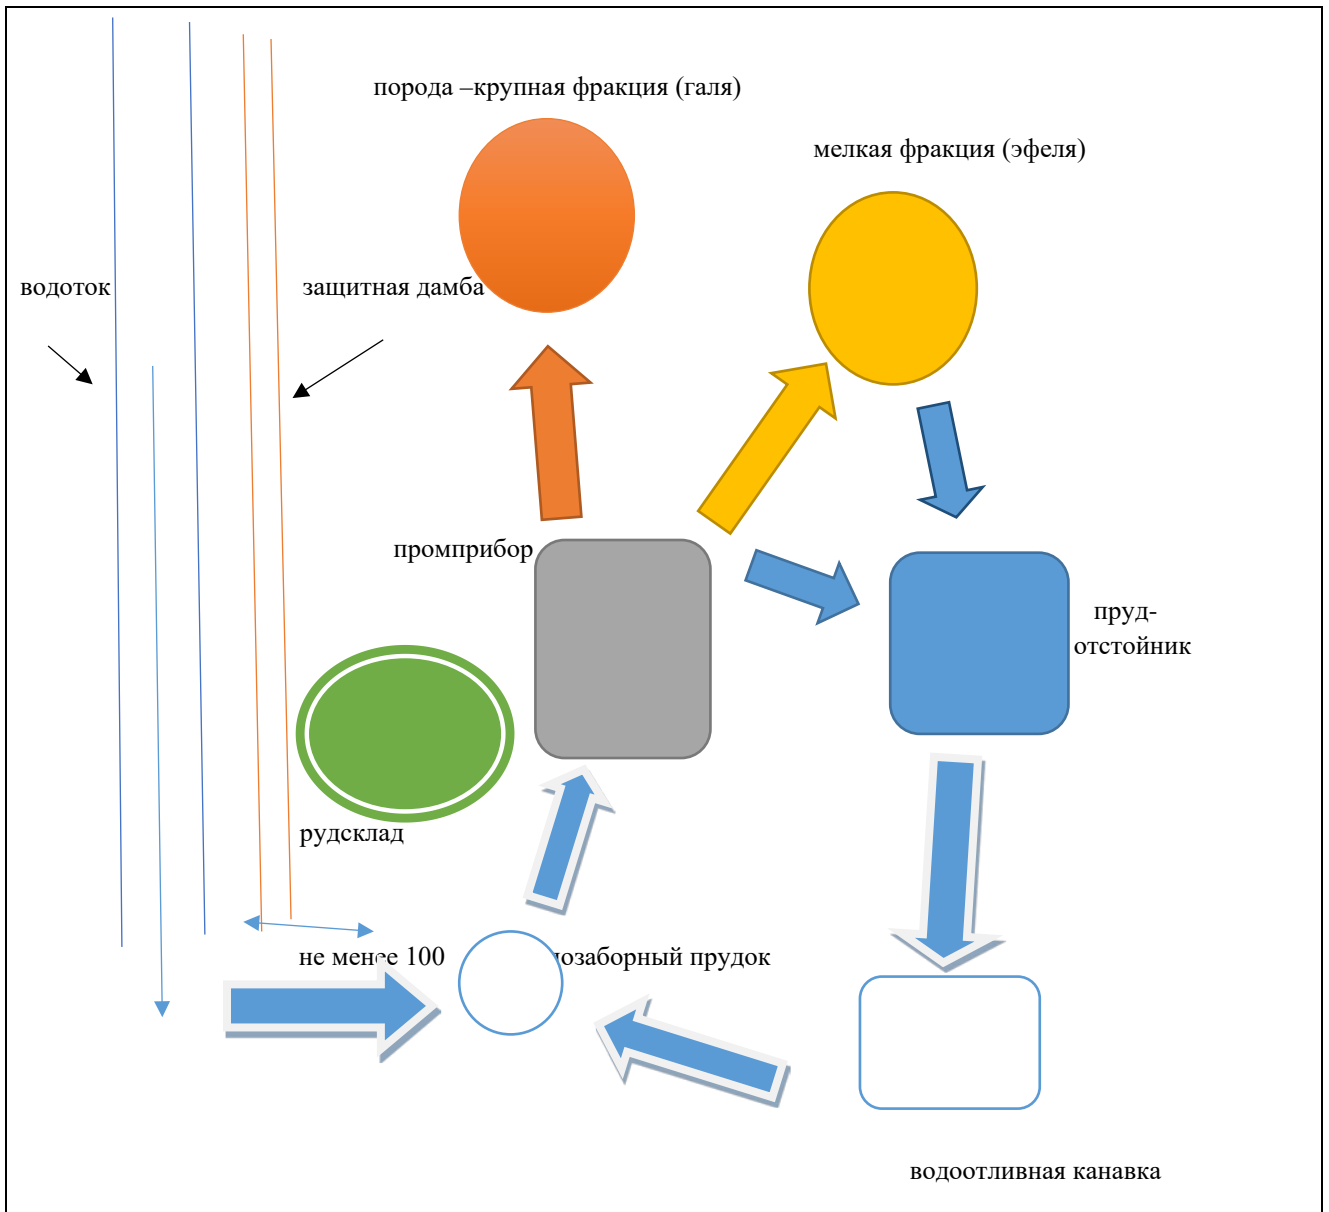 порода –крупная фракция (галя)
мелкая фракция (эфеля)
водоток
защитная дамба
промприбор
пруд-
отстойник
рудсклад
не менее 100
прудок
водоотливная канавка